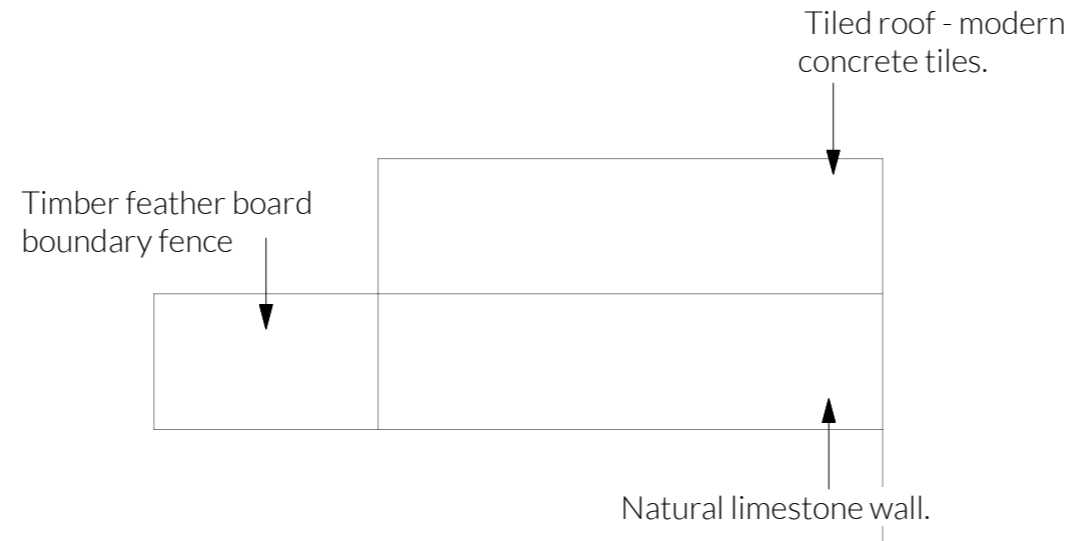 Tiled roof - modern
concrete tiles.
Timber feather board
boundary fence
Natural limestone wall.